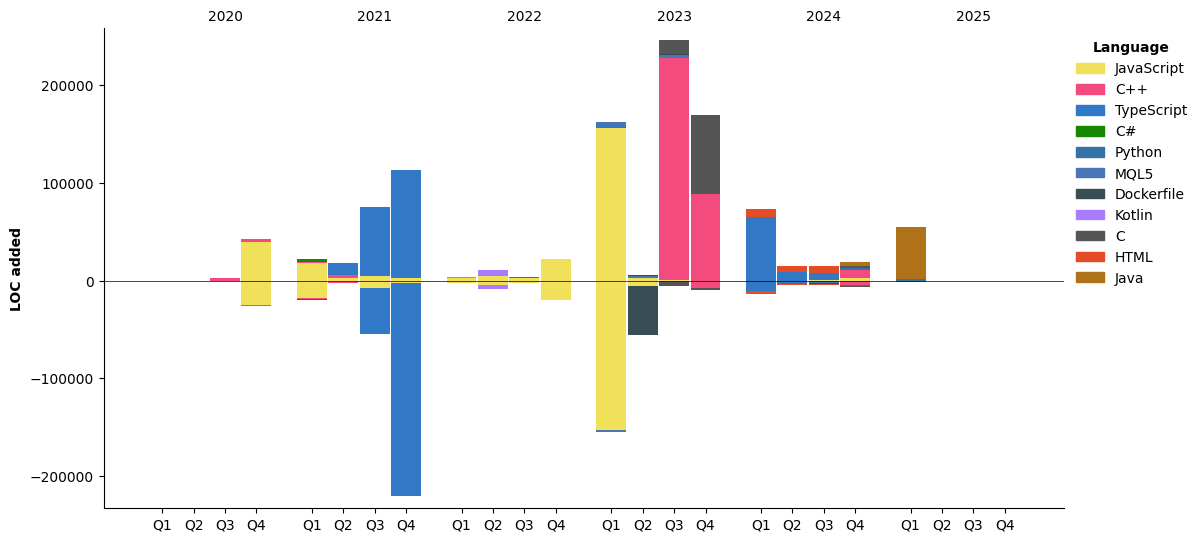 2020 2021 2022 2023 2024 2025
LOC added
200000
100000
0
−100000
−200000
Q1 Q2 Q3 Q4 Q1 Q2 Q3 Q4 Q1 Q2 Q3 Q4 Q1 Q2 Q3 Q4 Q1 Q2 Q3 Q4 Q1 Q2 Q3 Q4
Language
JavaScript
C++
TypeScript
C#
Python
MQL5
Dockerfile
Kotlin
C
HTML
Java